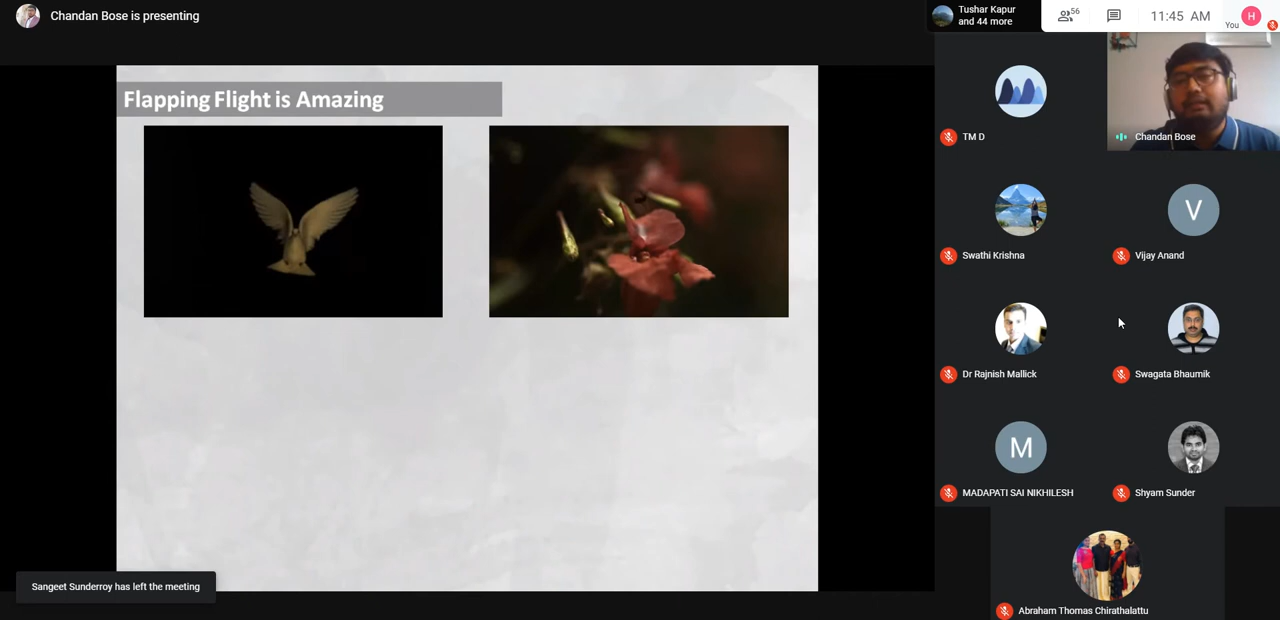 Chandan Bose is presenting
Tushar Kapur
and 44 more
56
11:45 AM
You
H
Flapping Flight is Amazing
TM D
Chandan Bose
Swathi Krishna
V
Vijay Anand
Dr Rajnish Mallick
Swagata Bhaumik
M
MADAPATI SAI NIKHILESH
Shyam Sunder
Sangeet Sunderroy has left the meeting
Abraham Thomas Chirathalattu